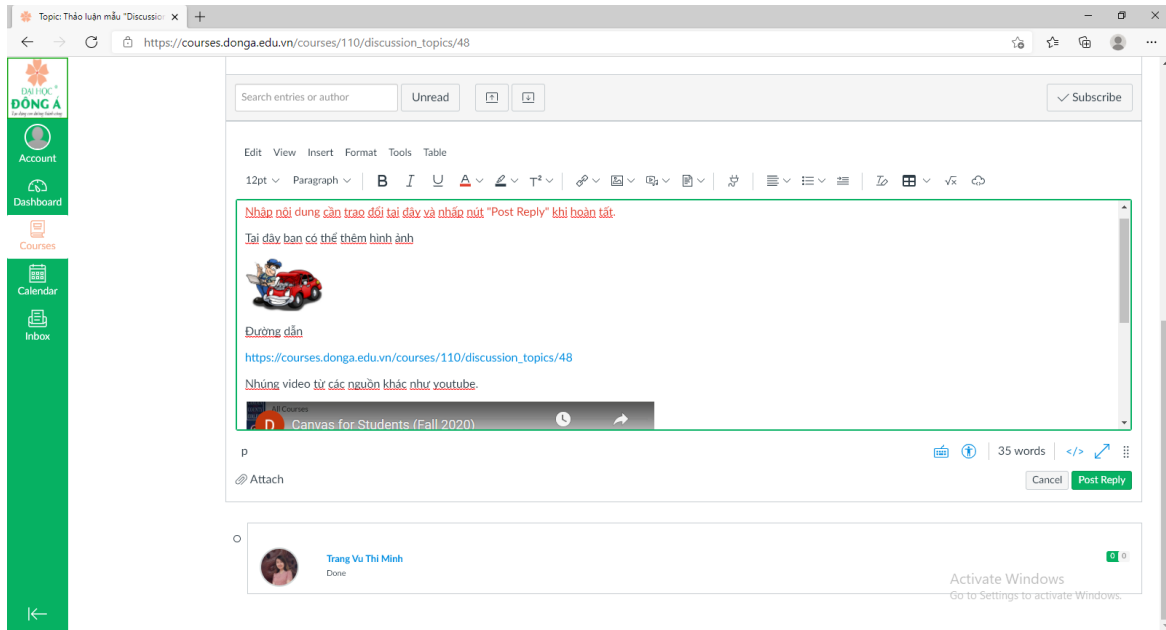 Topic: Thảo luận mẫu "Discussion
https://courses.donga.edu.vn/courses/110/discussion_topics/48
ĐẠI HỌC
ĐÔNG Á
Account
Dashboard
Courses
Calendar
Inbox
Search entries or author
Unread
Subscribe
Edit View Insert Format Tools Table
12pt Paragraph B I U A T²
Nhập nội dung cần trao đổi tại đây và nhấp nút "Post Reply" khi hoàn tất.
Tại đây bạn có thể thêm hình ảnh
Đường dẫn
https://courses.donga.edu.vn/courses/110/discussion_topics/48
Nhúng video từ các nguồn khác như youtube.
All Courses
D Canvas for Students (Fall 2020)
p
35 words </>
Attach
Cancel
Post Reply
Trang Vu Thi Minh
Done
0 0
Activate Windows
Go to Settings to activate Windows.